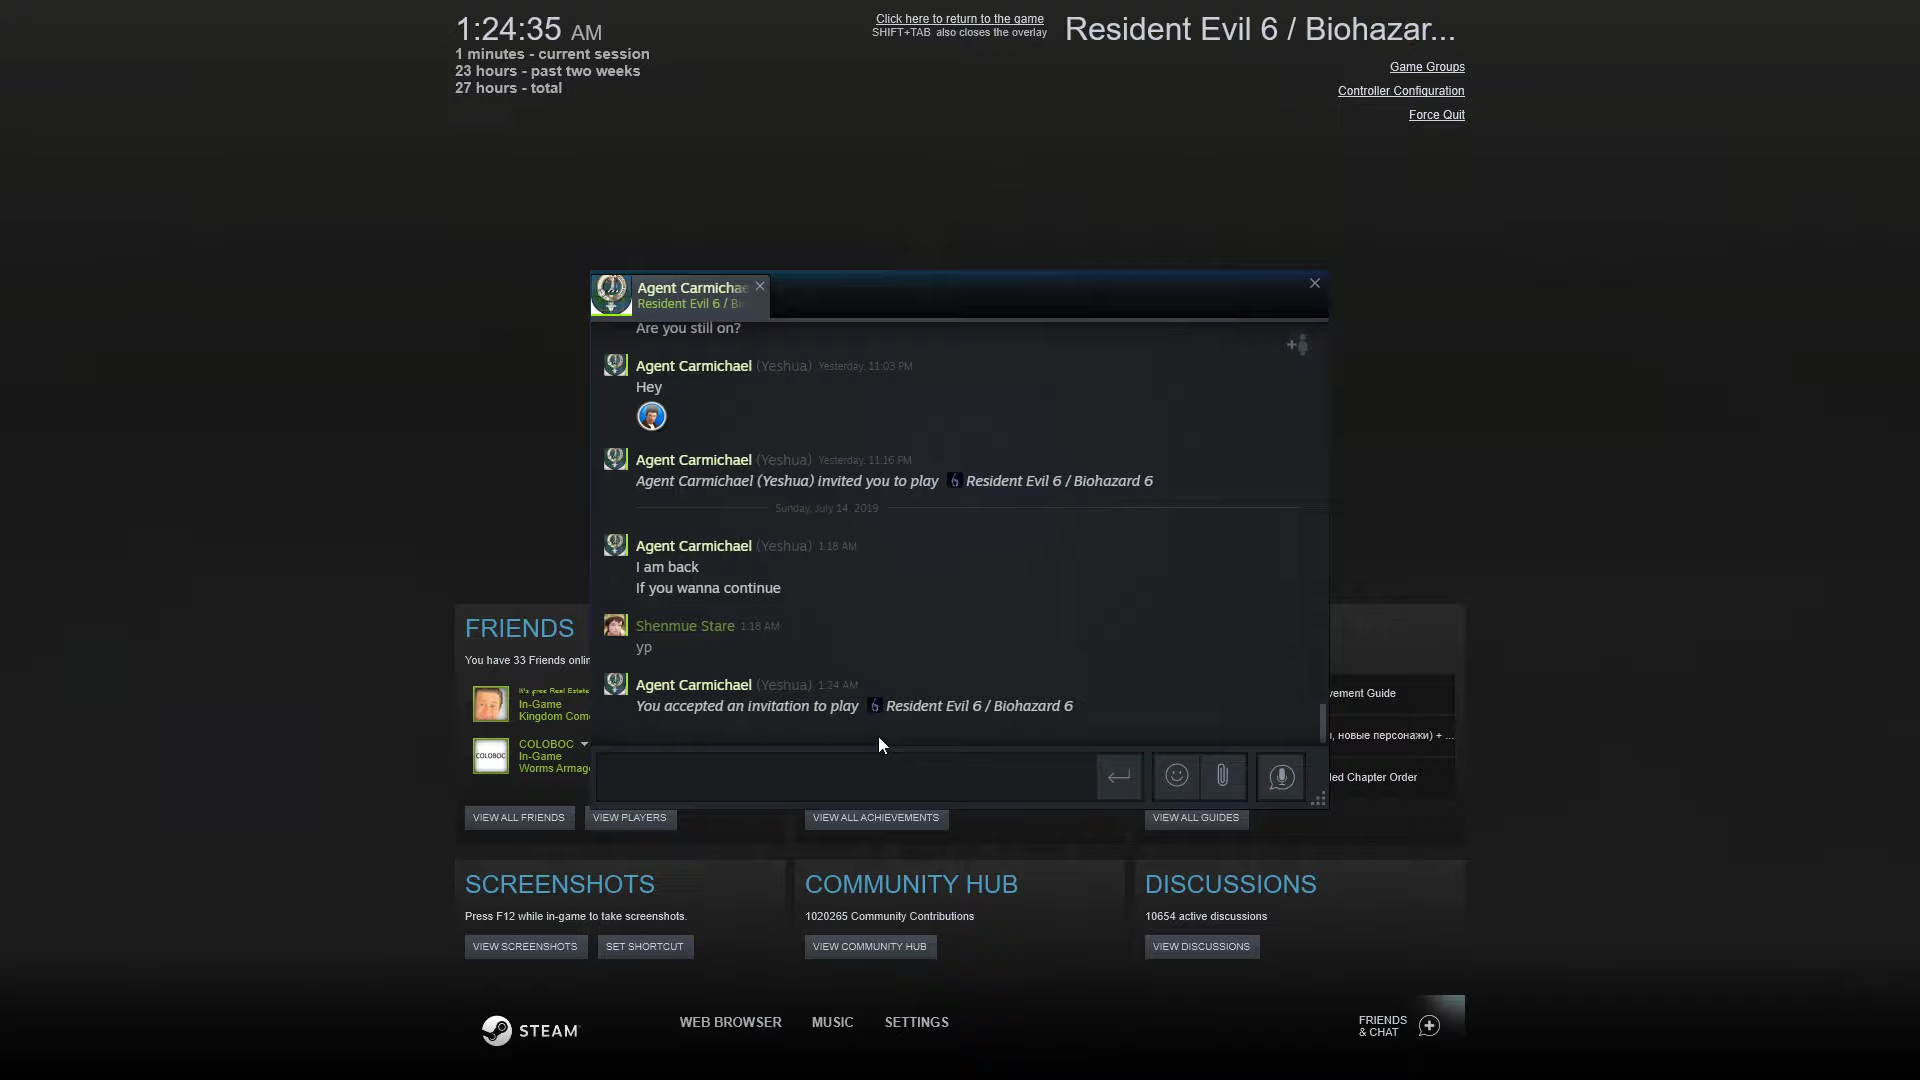 1:24:35 AM
1 minutes - current session
23 hours - past two weeks
27 hours - total
Click here to return to the game
SHIFT+TAB also closes the overlay
Resident Evil 6 / Biohazar...
Game Groups
Controller Configuration
Force Quit
Agent Carmichae
Resident Evil 6 / Bi
Are you still on?
Agent Carmichael (Yeshua) Yesterday, 11:03 PM
Hey
Agent Carmichael (Yeshua) Yesterday, 11:16 PM
Agent Carmichael (Yeshua) invited you to play Resident Evil 6 / Biohazard 6
Sunday, July 14, 2019
Agent Carmichael (Yeshua) 1:18 AM
I am back
If you wanna continue
Shenmue Stare 1:18 AM
yp
Agent Carmichael (Yeshua) 1:24 AM
You accepted an invitation to play Resident Evil 6 / Biohazard 6
FRIENDS
You have 33 Friends onlin
It's free Real Estate
In-Game
Kingdom Com
COLOBOC
COLOBOC
In-Game
Worms Armag
VIEW ALL FRIENDS
VIEW PLAYERS
VIEW ALL ACHIEVEMENTS
vement Guide
, новые персонажи) + ...
led Chapter Order
VIEW ALL GUIDES
SCREENSHOTS
Press F12 while in-game to take screenshots.
VIEW SCREENSHOTS
SET SHORTCUT
COMMUNITY HUB
1020265 Community Contributions
VIEW COMMUNITY HUB
DISCUSSIONS
10654 active discussions
VIEW DISCUSSIONS
STEAM
WEB BROWSER
MUSIC
SETTINGS
FRIENDS
& CHAT